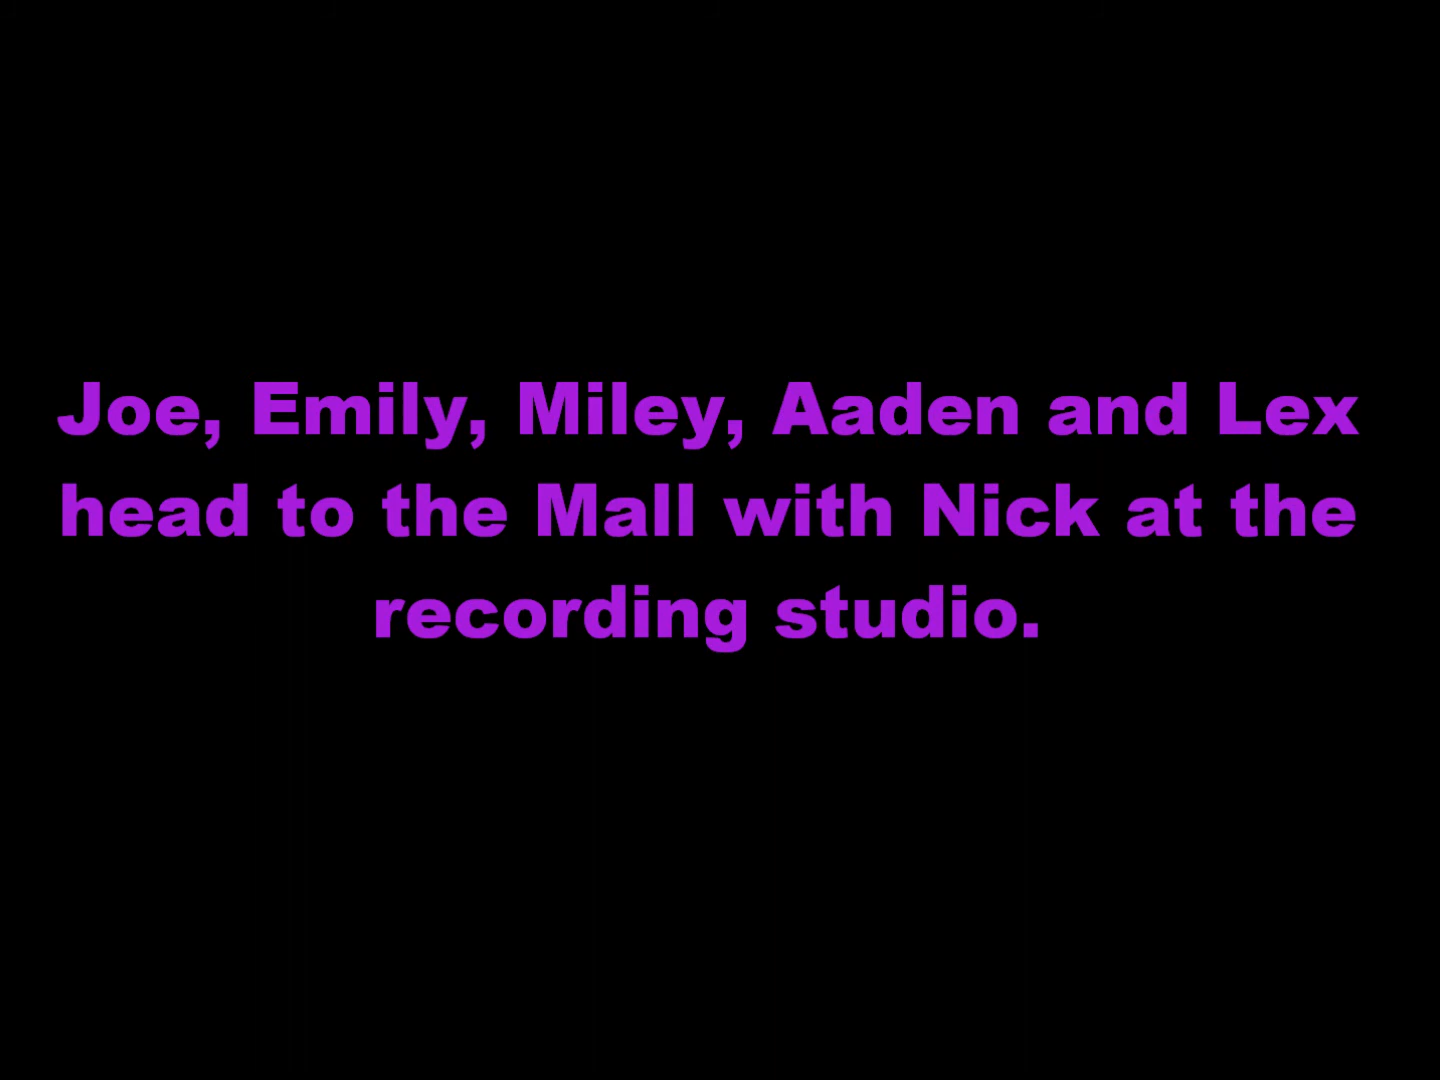 Joe, Emily, Miley, Aaden and Lex
head to the Mall with Nick at the
recording studio.